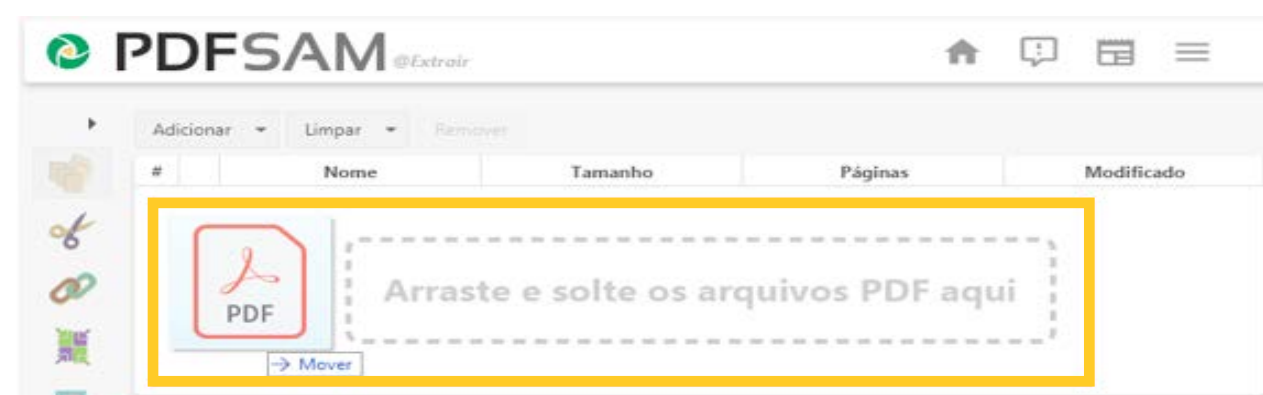 PDFSAM @Extrair
Adicionar Limpar Remover
# Nome Tamanho Páginas Modificado
Arraste e solte os arquivos PDF aqui
PDF
Mover